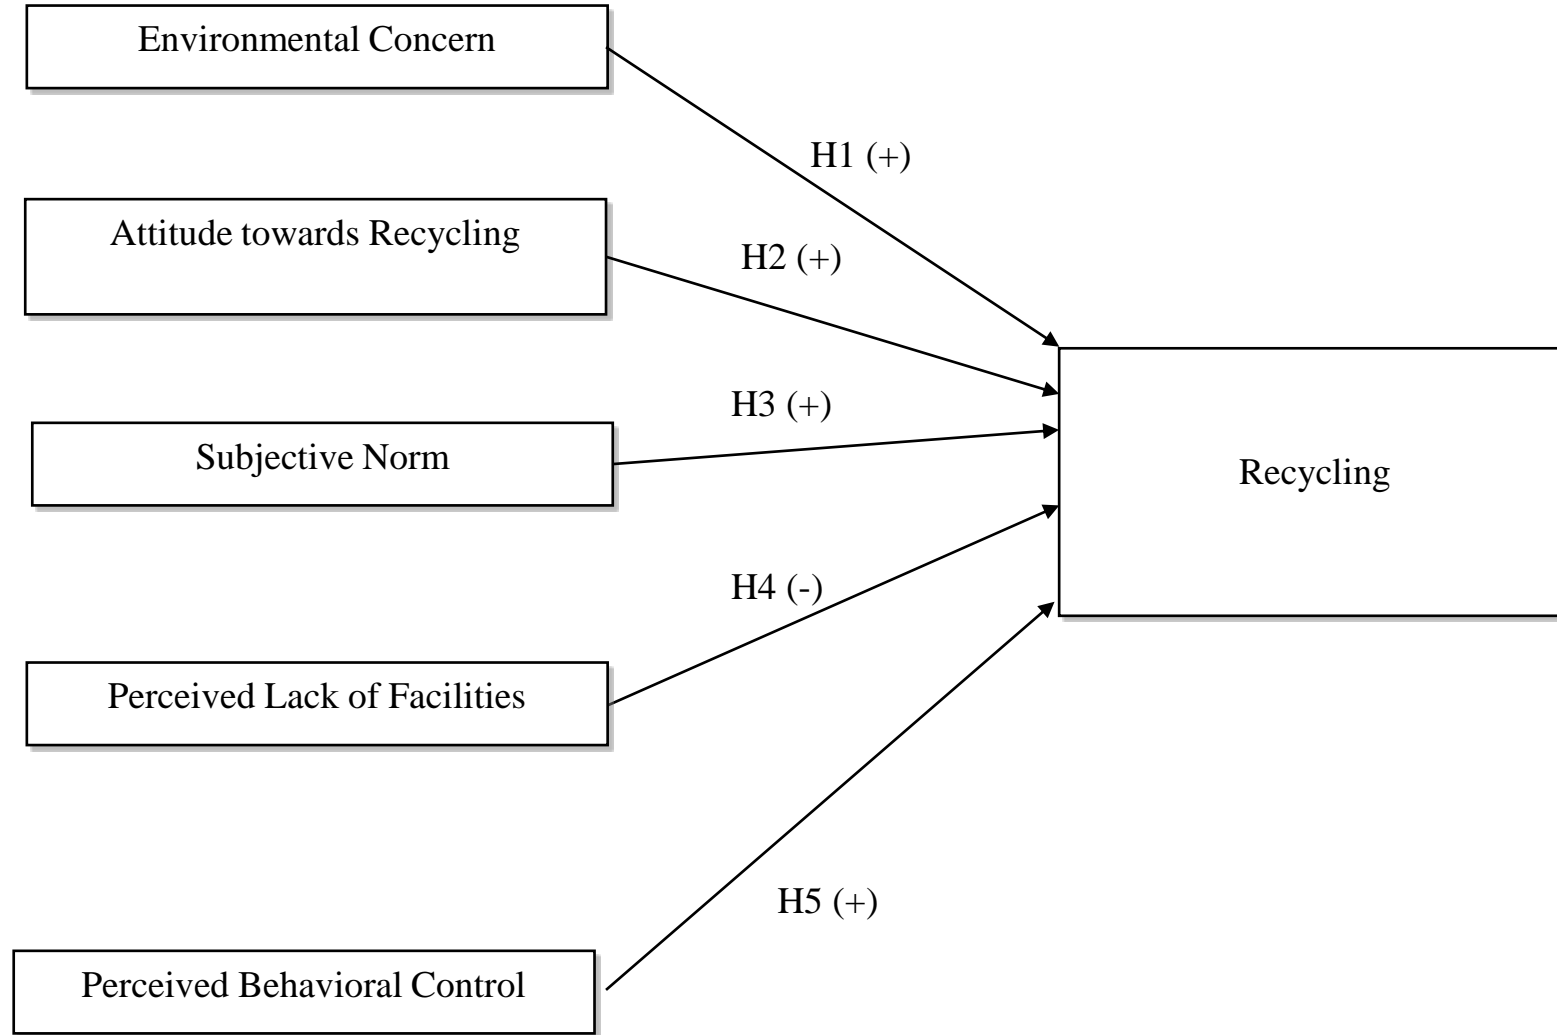 Environmental Concern
H1 (+)
Attitude towards Recycling
H2 (+)
H3 (+)
Subjective Norm
Recycling
H4 (-)
Perceived Lack of Facilities
H5 (+)
Perceived Behavioral Control